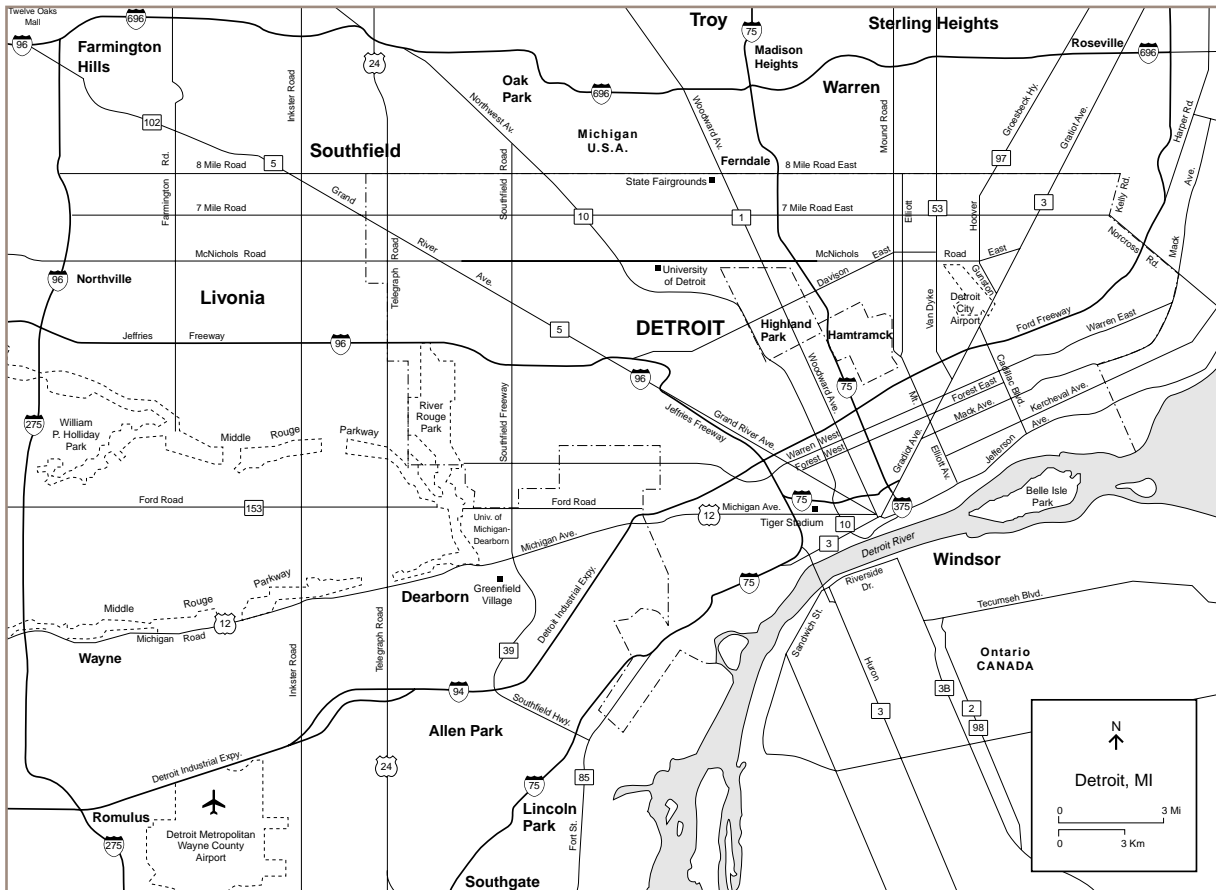 Twelve Oaks
Mall
696
96
Farmington
Hills
24
Inkster Road
Troy
75
Madison
Heights
Sterling Heights
Roseville
696
Oak
Park
696
Warren
Northwest Av.
Woodward Av.
Mound Road
Groesbeck Hy.
Gratiot Ave.
Harper Rd.
102
Michigan
U.S.A.
Southfield
5
97
Ferndale
Farmington Rd.
8 Mile Road
Southfield Road
8 Mile Road East
State Fairgrounds
Grand
River
Ave.
7 Mile Road
10
1
7 Mile Road East
Elliott
53
Hoover
3
Kelly Rd.
Mack
Ave.
Norcross
Rd.
McNichols Road
Telegraph Road
McNichols
East
Road
East
Davison
Gunston
96
Northville
University
of Detroit
Livonia
Detroit
City
Airport
Van Dyke
DETROIT
Highland
Park
Hamtramck
Ford Freeway
Warren East
Jeffries
Freeway
96
5
96
75
Woodward Ave.
Cadillac Blvd.
Forest East
Mt.
Elliott Av.
Mack Ave.
Kercheval Ave.
Jefferson
Ave.
Gradiot Ave.
Jeffries Freeway
Grand River Ave.
Warren West
Forest West
275
William
P. Holliday
Park
Middle
Rouge
Parkway
River
Rouge
Park
Southfield Freeway
Ford Road
153
Ford Road
Univ. of
Michigan-
Dearborn
Michigan Ave.
12
Michigan Ave.
75
Tiger Stadium
10
3
375
Belle Isle
Park
Detroit River
Windsor
Riverside
Dr.
Tecumseh Blvd.
Sandwich St.
Parkway
Rouge
Middle
12
Michigan
Road
Wayne
Dearborn
Greenfield
Village
Detroit Industrial Expy.
75
Telegraph Road
Inkster Road
39
Southfield Hwy.
94
Huron
3
3B
2
98
Ontario
CANADA
Allen Park
Detroit Industrial Expy.
24
85
75
Lincoln
Park
Fort St.
Romulus
275
Detroit Metropolitan
Wayne County
Airport
Southgate
N
Detroit, MI
0
3 Mi
0
3 Km